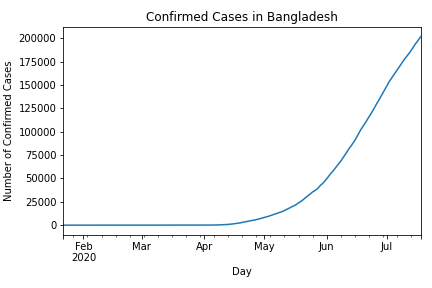 Confirmed Cases in Bangladesh
200000
175000
150000
125000
100000
75000
50000
25000
0
Number of Confirmed Cases
Feb Mar Apr May Jun Jul
2020
Day